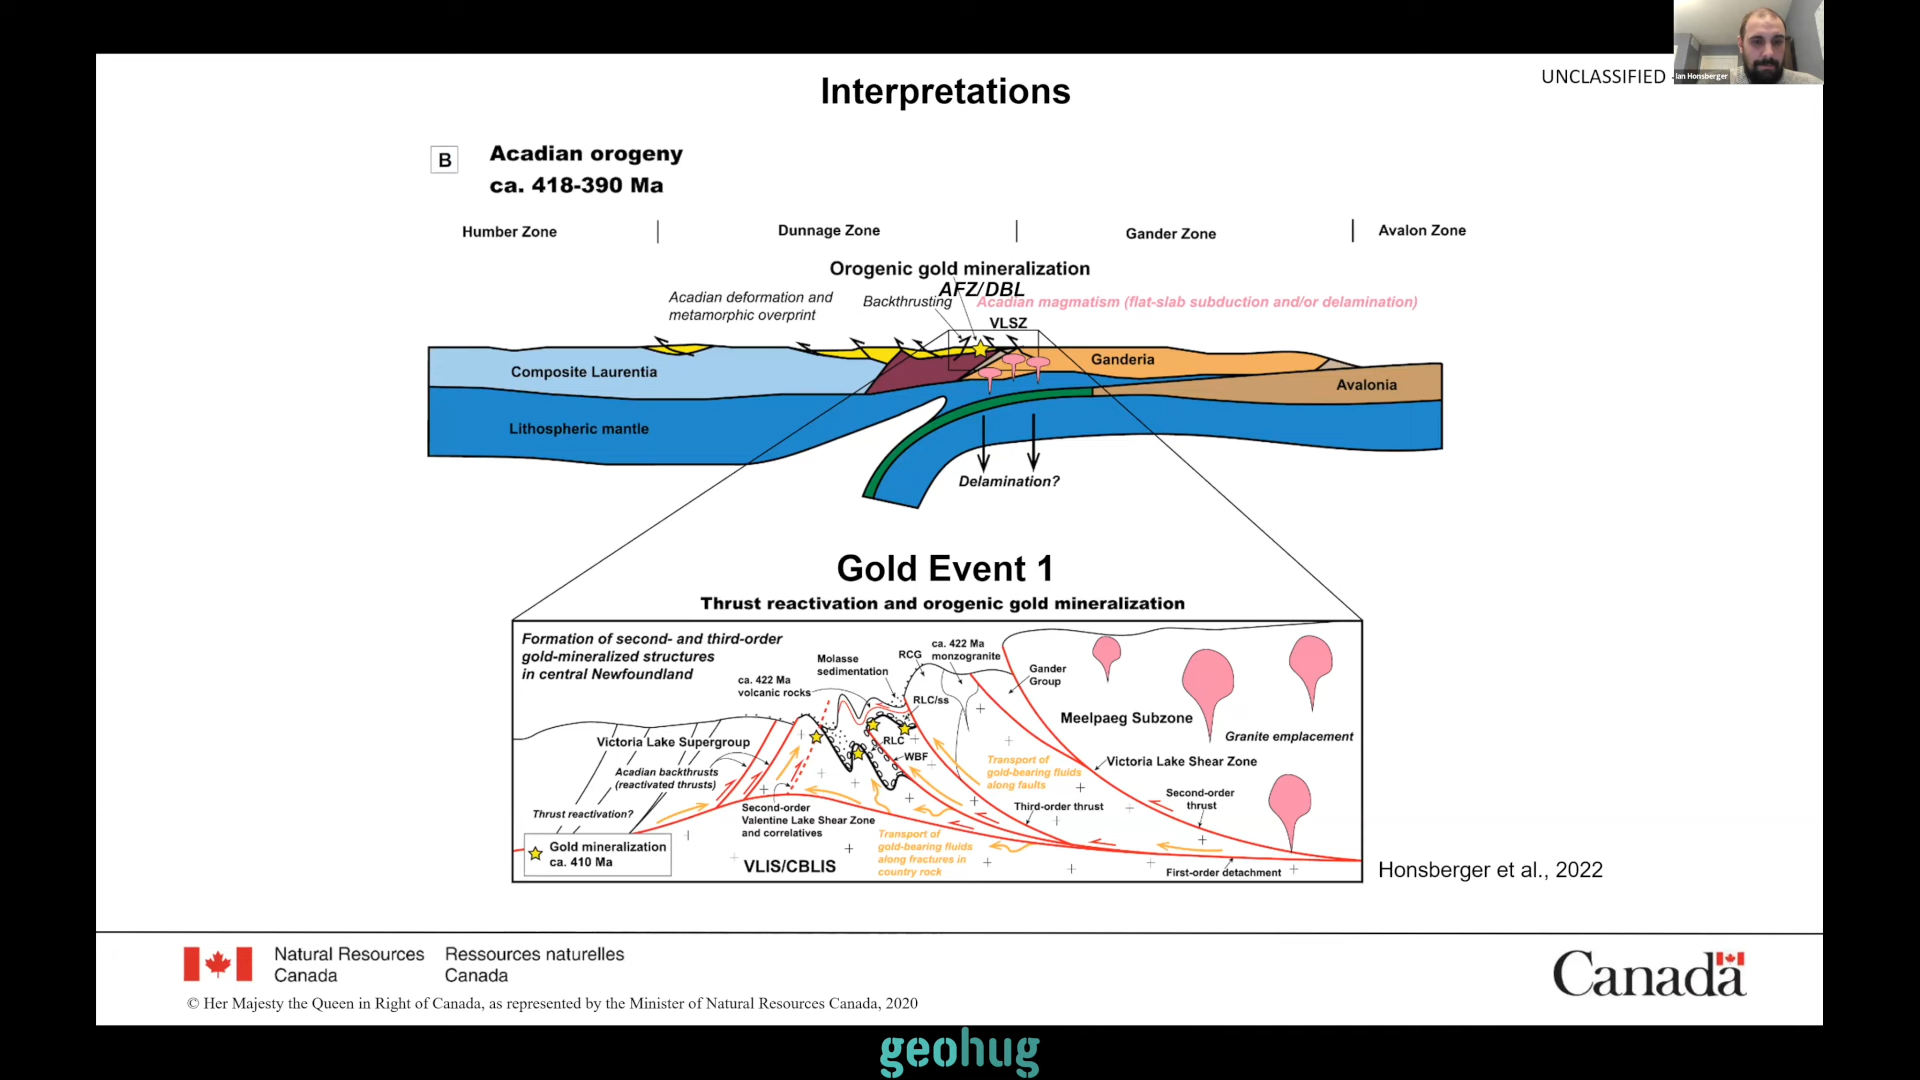 Interpretations
UNCLASSIFIED -
Ian Honsberger
B
Acadian orogeny
ca. 418-390 Ma
Humber Zone
Dunnage Zone
Gander Zone
Avalon Zone
Orogenic gold mineralization
AFZ/DBL
Acadian deformation and
metamorphic overprint
Backthrusting
Acadian magmatism (flat-slab subduction and/or delamination)
VLSZ
Composite Laurentia
Ganderia
Avalonia
Lithospheric mantle
Delamination?
Gold Event 1
Thrust reactivation and orogenic gold mineralization
Formation of second- and third-order
gold-mineralized structures
in central Newfoundland
ca. 422 Ma
volcanic rocks
Molasse
sedimentation
RCG
ca. 422 Ma
monzogranite
Gander
Group
RLC/ss
Meelpaeg Subzone
Granite emplacement
Victoria Lake Supergroup
RLC
WBF
Acadian backthrusts
(reactivated thrusts)
Transport of
gold-bearing fluids
along faults
Victoria Lake Shear Zone
Second-order
thrust
Thrust reactivation?
Second-order
Valentine Lake Shear Zone
and correlatives
Third-order thrust
Transport of
gold-bearing fluids
along fractures in
country rock
Gold mineralization
ca. 410 Ma
VLIS/CBLIS
First-order detachment
Honsberger et al., 2022
Natural Resources
Canada
Ressources naturelles
Canada
Canada
© Her Majesty the Queen in Right of Canada, as represented by the Minister of Natural Resources Canada, 2020
geohug